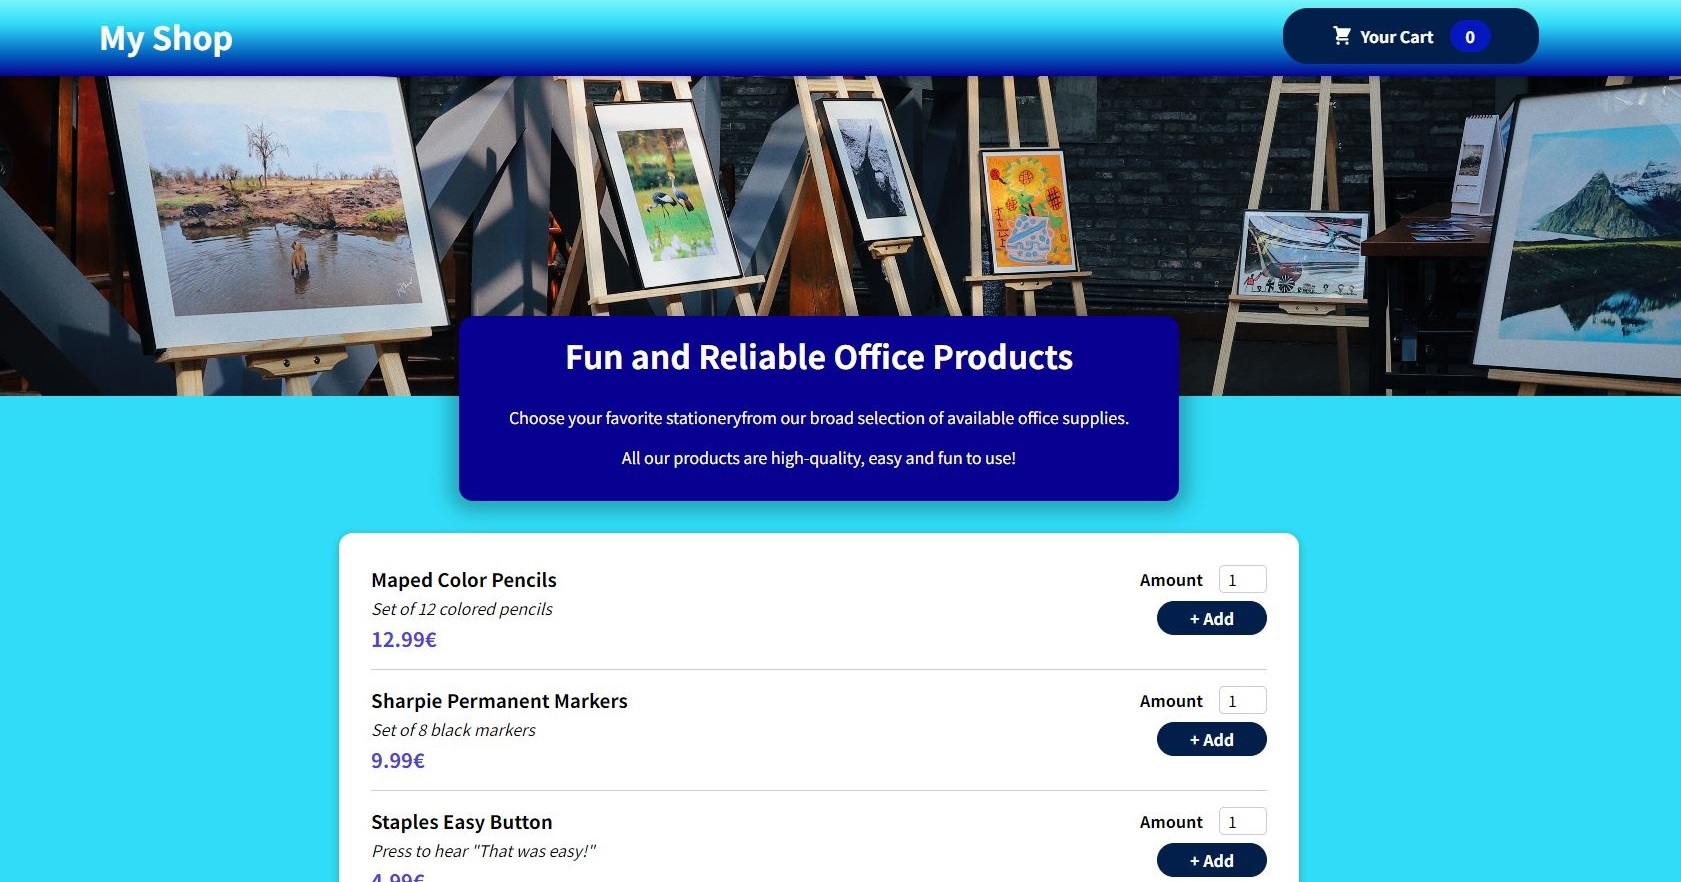 My Shop
Your Cart 0
Fun and Reliable Office Products
Choose your favorite stationeryfrom our broad selection of available office supplies.
All our products are high-quality, easy and fun to use!
Maped Color Pencils
Amount 1
Set of 12 colored pencils
+ Add
12.99€
Sharpie Permanent Markers
Amount 1
Set of 8 black markers
+ Add
9.99€
Staples Easy Button
Amount 1
Press to hear "That was easy!"
+ Add
4.99€